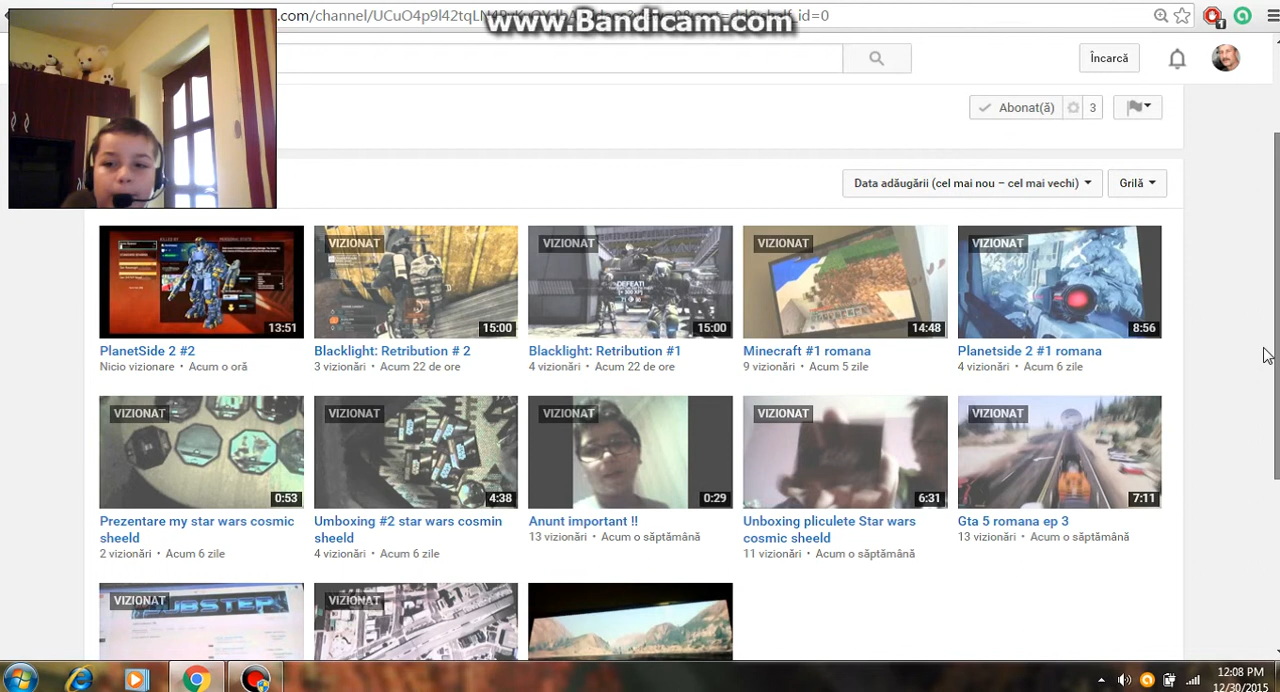 www.Bandicam.com
.com/channel/UCuO4p9l42tqL
id=0
Încarcă
Abonat(ă) 3
Data adăugării (cel mai nou – cel mai vechi) Grilă
VIZIONAT VIZIONAT VIZIONAT VIZIONAT
DEFEAT!
13:51 15:00 15:00 14:48 8:56
PlanetSide 2 #2 Blacklight: Retribution # 2 Blacklight: Retribution #1 Minecraft #1 romana Planetside 2 #1 romana
Nicio vizionare • Acum o oră 3 vizionări • Acum 22 de ore 4 vizionări • Acum 22 de ore 9 vizionări • Acum 5 zile 4 vizionări • Acum 6 zile
VIZIONAT VIZIONAT VIZIONAT VIZIONAT VIZIONAT
0:53 4:38 0:29 6:31 7:11
Prezentare my star wars cosmic sheeld Umboxing #2 star wars cosmin sheeld Anunt important !! Unboxing pliculete Star wars cosmic sheeld Gta 5 romana ep 3
2 vizionări • Acum 6 zile 4 vizionări • Acum 6 zile 13 vizionări • Acum o săptămână 11 vizionări • Acum o săptămână 13 vizionări • Acum o săptămână
VIZIONAT VIZIONAT
DUBSTEP
12:08 PM
12/30/2015